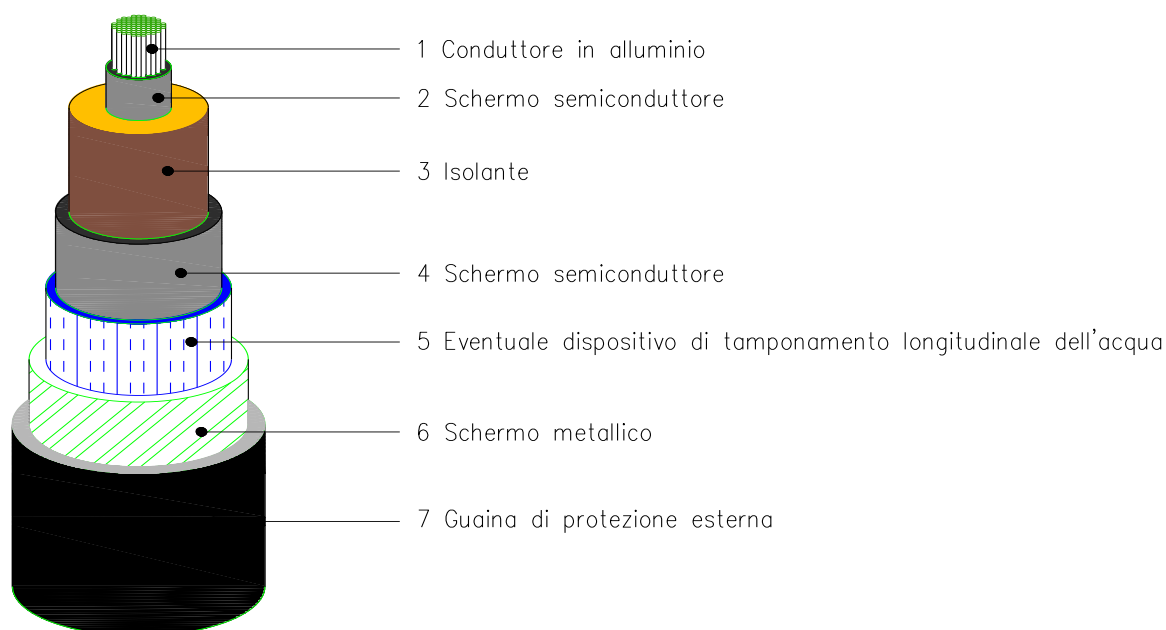 1 Conduttore in alluminio
2 Schermo semiconduttore
3 Isolante
4 Schermo semiconduttore
5 Eventuale dispositivo di tamponamento longitudinale dell'acqua
6 Schermo metallico
7 Guaina di protezione esterna